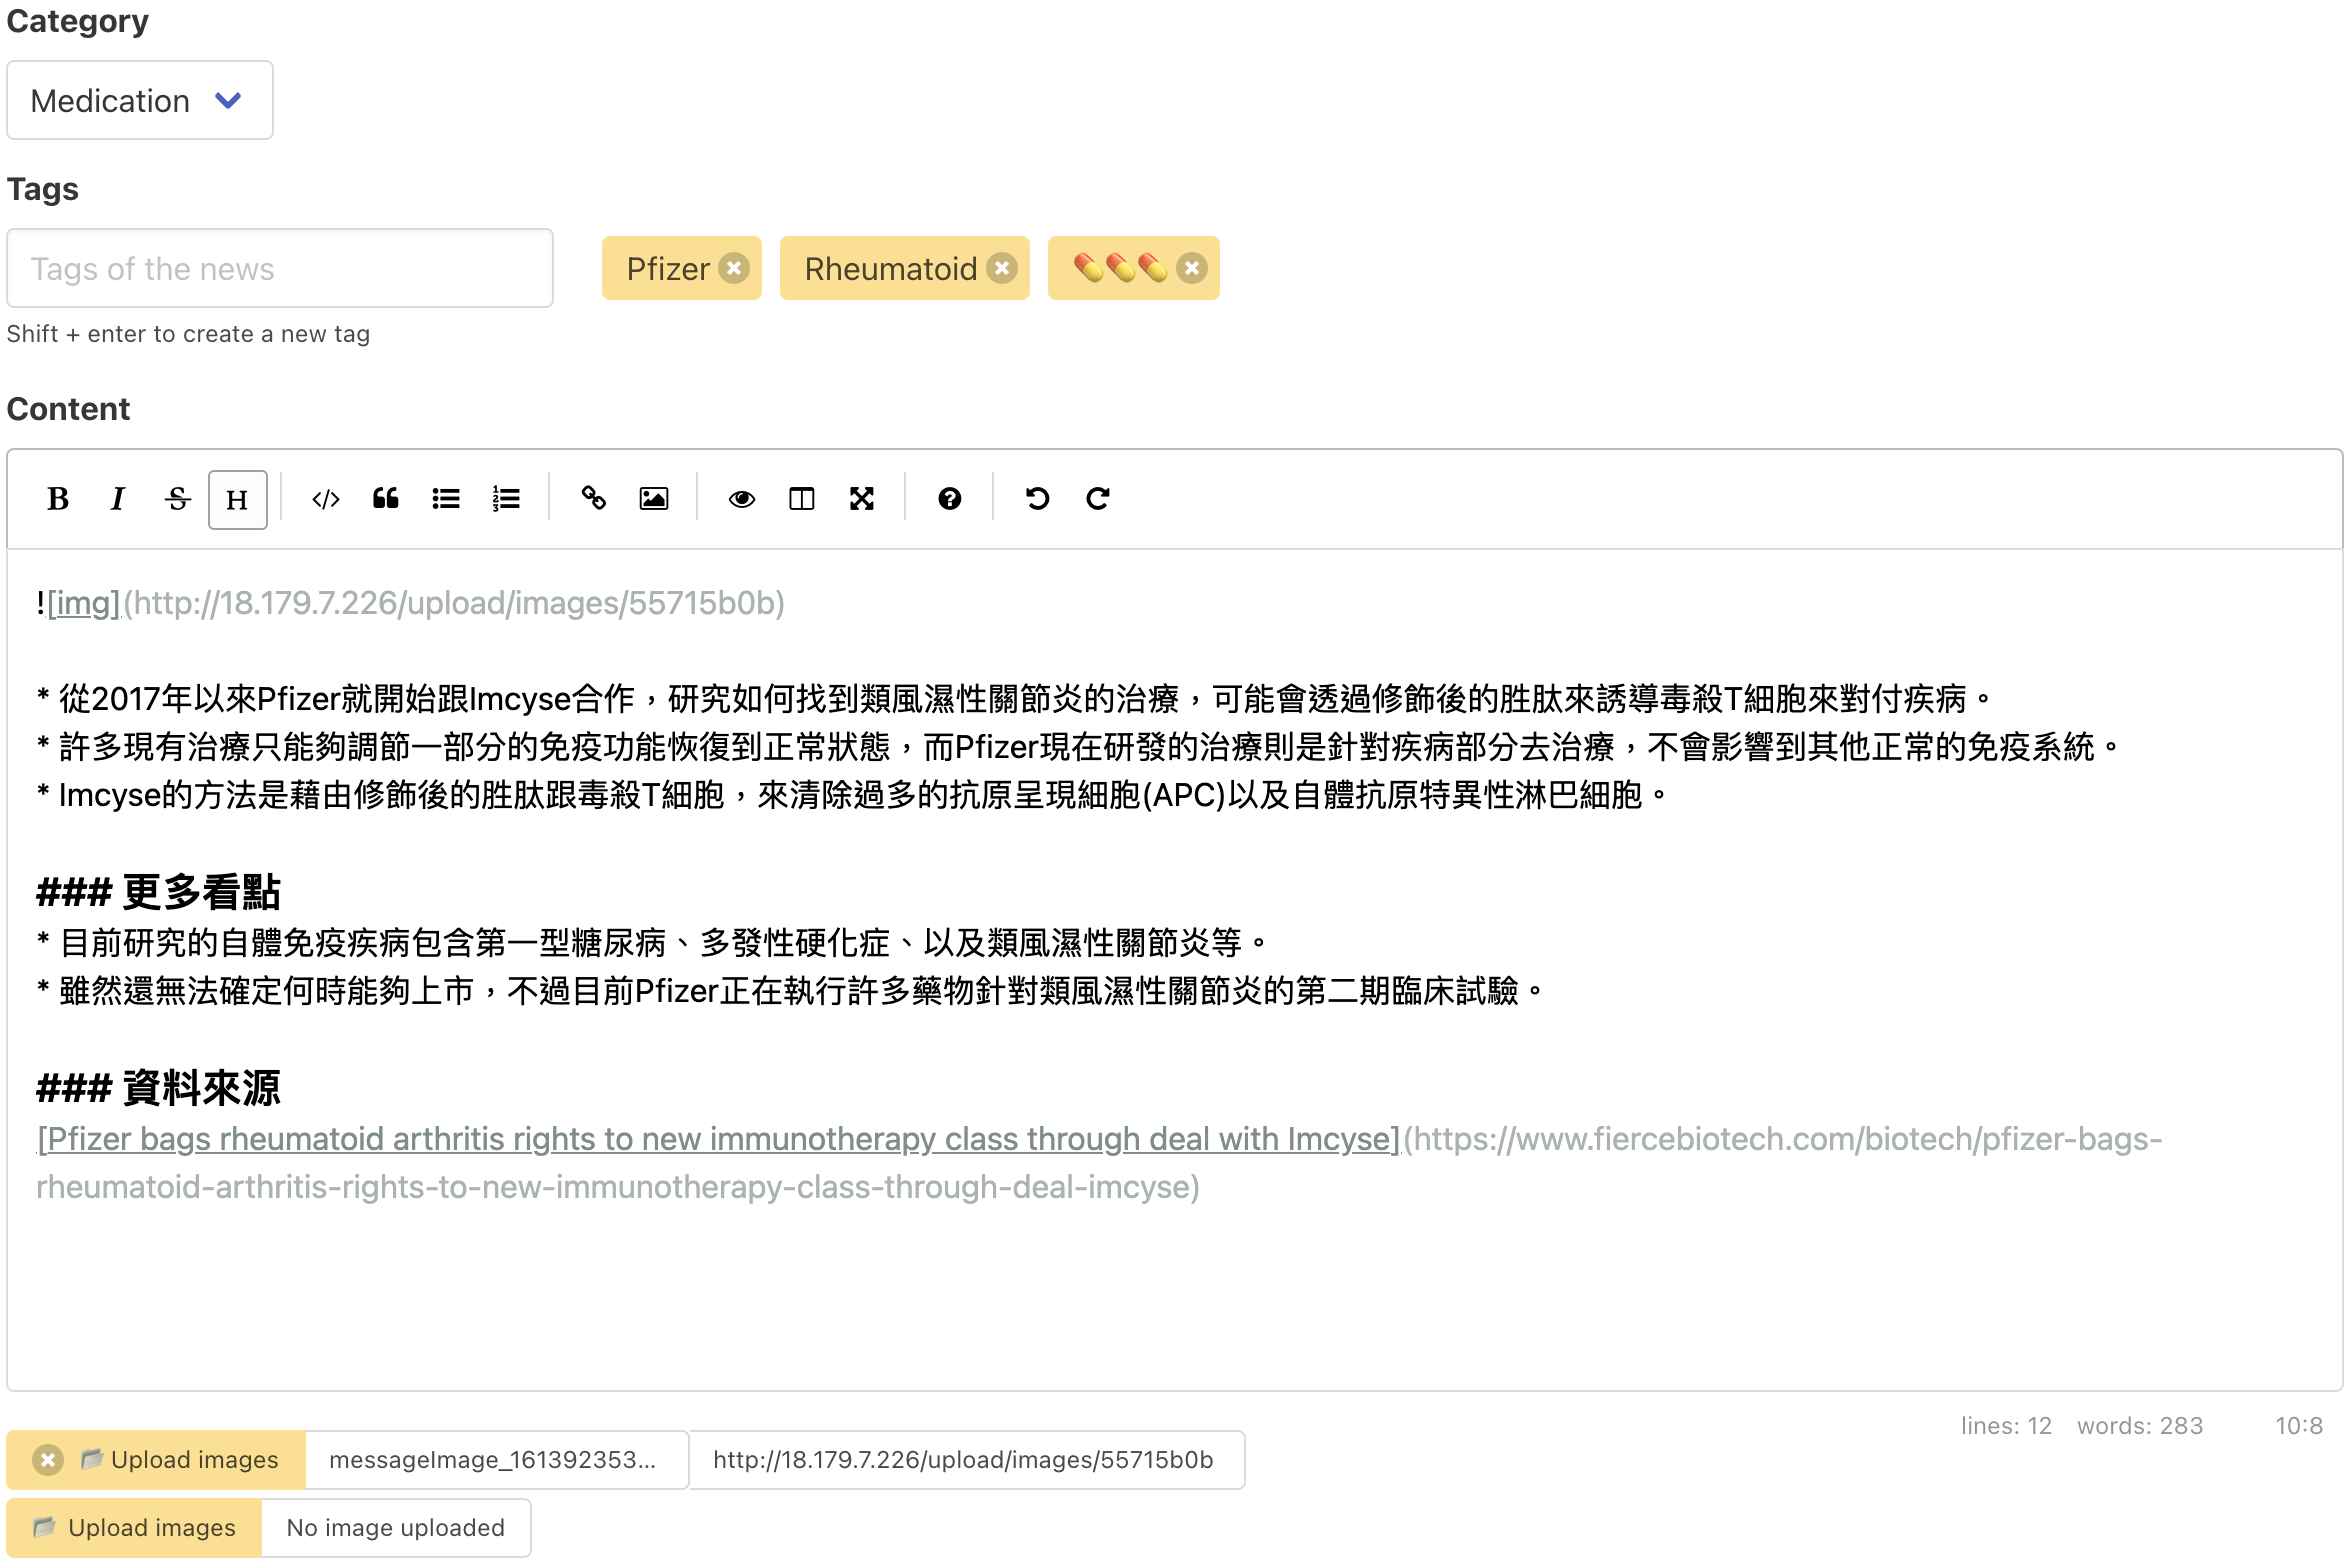 Category
Medication
Tags
Tags of the news
Pfizer
Rheumatoid
💊💊💊
Shift + enter to create a new tag
Content
B I S H
![img](http://18.179.7.226/upload/images/55715b0b)
* 從2017年以來Pfizer就開始跟Imcyse合作，研究如何找到類風濕性關節炎的治療，可能會透過修飾後的胜肽來誘導毒殺T細胞來對付疾病。
* 許多現有治療只能夠調節一部分的免疫功能恢復到正常狀態，而Pfizer現在研發的治療則是針對疾病部分去治療，不會影響到其他正常的免疫系統。
* Imcyse的方法是藉由修飾後的胜肽跟毒殺T細胞，來清除過多的抗原呈現細胞(APC)以及自體抗原特異性淋巴細胞。
### 更多看點
* 目前研究的自體免疫疾病包含第一型糖尿病、多發性硬化症、以及類風濕性關節炎等。
* 雖然還無法確定何時能夠上市，不過目前Pfizer正在執行許多藥物針對類風濕性關節炎的第二期臨床試驗。
### 資料來源
[Pfizer bags rheumatoid arthritis rights to new immunotherapy class through deal with Imcyse](https://www.fiercebiotech.com/biotech/pfizer-bags-
rheumatoid-arthritis-rights-to-new-immunotherapy-class-through-deal-imcyse)
lines: 12 words: 283 10:8
Upload images
messageImage_161392353...
http://18.179.7.226/upload/images/55715b0b
Upload images
No image uploaded